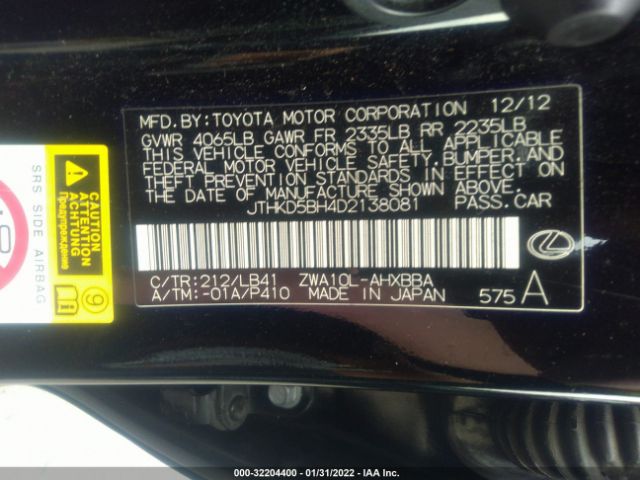 MFD. BY: TOYOTA MOTOR CORPORATION 12/12
GVWR 4065LB GAWR FR 2335LB RR 2235LB
THIS VEHICLE CONFORMS TO ALL APPLICABLE
FEDERAL MOTOR VEHICLE SAFETY, BUMPER, AND
THEFT PREVENTION STANDARDS IN EFFECT ON
THE DATE OF MANUFACTURE SHOWN ABOVE.
JTHKD5BH4D2138081 PASS.CAR
C/TR:212/LB41 ZWA10L-AHXBBA
A/TM:-01A/P410 MADE IN JAPAN 575 A
SRS SIDE AIRBAG
Предупреждение
9
000-32204400 - 01/31/2022 - IAA Inc.